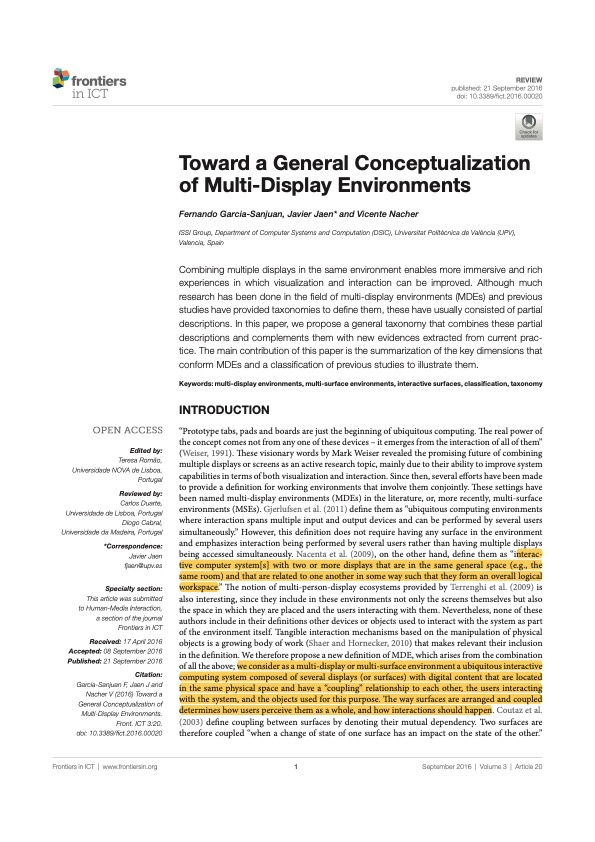 frontiers
in ICT
REVIEW
published: 21 September 2016
doi: 10.3389/fict.2016.00020
Check for
updates
Toward a General Conceptualization
of Multi-Display Environments
Fernando Garcia-Sanjuan, Javier Jaen* and Vicente Nacher
ISSI Group, Department of Computer Systems and Computation (DSIC), Universitat Politècnica de València (UPV),
Valencia, Spain
Combining multiple displays in the same environment enables more immersive and rich
experiences in which visualization and interaction can be improved. Although much
research has been done in the field of multi-display environments (MDEs) and previous
studies have provided taxonomies to define them, these have usually consisted of partial
descriptions. In this paper, we propose a general taxonomy that combines these partial
descriptions and complements them with new evidences extracted from current prac-
tice. The main contribution of this paper is the summarization of the key dimensions that
conform MDEs and a classification of previous studies to illustrate them.
Keywords: multi-display environments, multi-surface environments, interactive surfaces, classification, taxonomy
INTRODUCTION
“Prototype tabs, pads and boards are just the beginning of ubiquitous computing. The real power of
the concept comes not from any one of these devices – it emerges from the interaction of all of them”
(Weiser, 1991). These visionary words by Mark Weiser revealed the promising future of combining
multiple displays or screens as an active research topic, mainly due to their ability to improve system
capabilities in terms of both visualization and interaction. Since then, several efforts have been made
to provide a definition for working environments that involve them conjointly. These settings have
been named multi-display environments (MDEs) in the literature, or, more recently, multi-surface
environments (MSEs). Gjerlufsen et al. (2011) define them as “ubiquitous computing environments
where interaction spans multiple input and output devices and can be performed by several users
simultaneously.” However, this definition does not require having any surface in the environment
and emphasizes interaction being performed by several users rather than having multiple displays
being accessed simultaneously. Nacenta et al. (2009), on the other hand, define them as “interac-
tive computer system[s] with two or more displays that are in the same general space (e.g., the
same room) and that are related to one another in some way such that they form an overall logical
workspace.” The notion of multi-person-display ecosystems provided by Terrenghi et al. (2009) is
also interesting, since they include in these environments not only the screens themselves but also
the space in which they are placed and the users interacting with them. Nevertheless, none of these
authors include in their definitions other devices or objects used to interact with the system as part
of the environment itself. Tangible interaction mechanisms based on the manipulation of physical
objects is a growing body of work (Shaer and Hornecker, 2010) that makes relevant their inclusion
in the definition. We therefore propose a new definition of MDE, which arises from the combination
of all the above; we consider as a multi-display or multi-surface environment a ubiquitous interactive
computing system composed of several displays (or surfaces) with digital content that are located
in the same physical space and have a “coupling” relationship to each other, the users interacting
with the system, and the objects used for this purpose. The way surfaces are arranged and coupled
determines how users perceive them as a whole, and how interactions should happen. Coutaz et al.
(2003) define coupling between surfaces by denoting their mutual dependency. Two surfaces are
therefore coupled “when a change of state of one surface has an impact on the state of the other.”
OPEN ACCESS
Edited by:
Teresa Romão,
Universidade NOVA de Lisboa,
Portugal
Reviewed by:
Carlos Duarte,
Universidade de Lisboa, Portugal
Diogo Cabral,
Universidade da Madeira, Portugal
*Correspondence:
Javier Jaen
fjaen@upv.es
Specialty section:
This article was submitted
to Human-Media Interaction,
a section of the journal
Frontiers in ICT
Received: 17 April 2016
Accepted: 08 September 2016
Published: 21 September 2016
Citation:
Garcia-Sanjuan F, Jaen J and
Nacher V (2016) Toward a
General Conceptualization of
Multi-Display Environments.
Front. ICT 3:20.
doi: 10.3389/fict.2016.00020
Frontiers in ICT | www.frontiersin.org
1
September 2016 | Volume 3 | Article 20